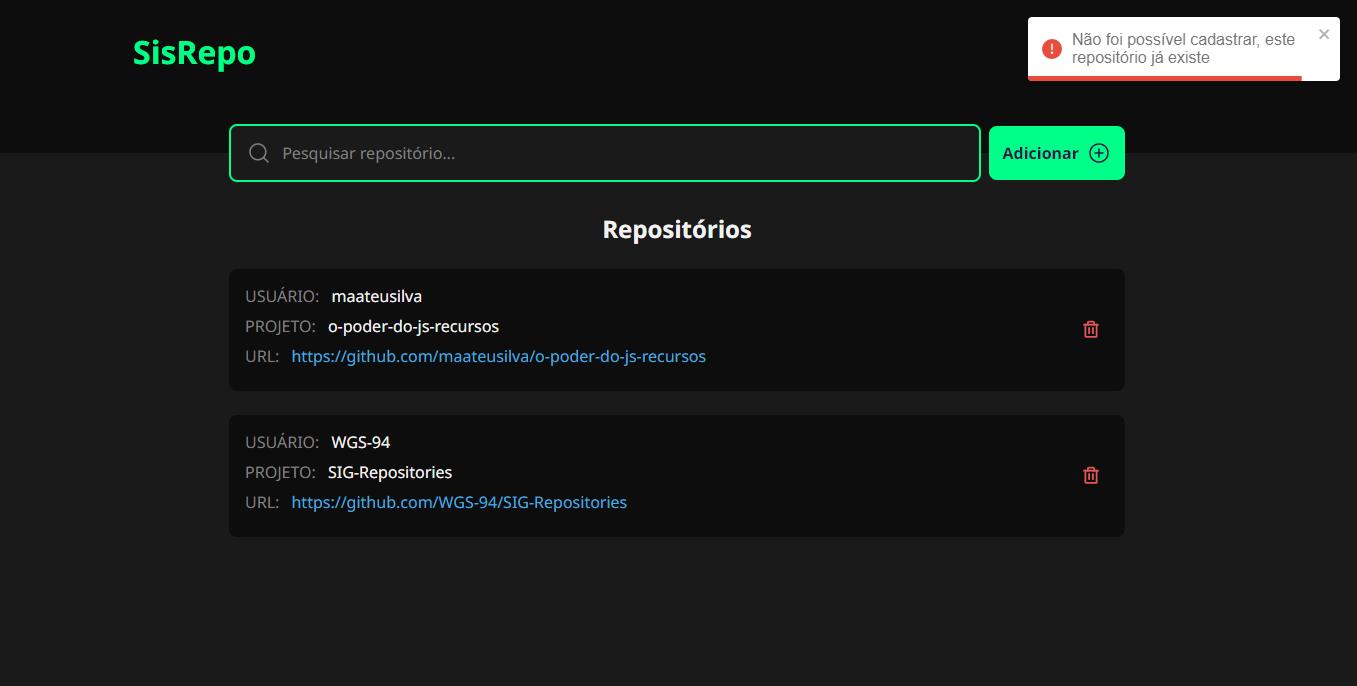 SisRepo
Não foi possível cadastrar, este
repositório já existe
Pesquisar repositório...
Adicionar
Repositórios
USUÁRIO: maateusilva
PROJETO: o-poder-do-js-recursos
URL: https://github.com/maateusilva/o-poder-do-js-recursos
USUÁRIO: WGS-94
PROJETO: SIG-Repositories
URL: https://github.com/WGS-94/SIG-Repositories